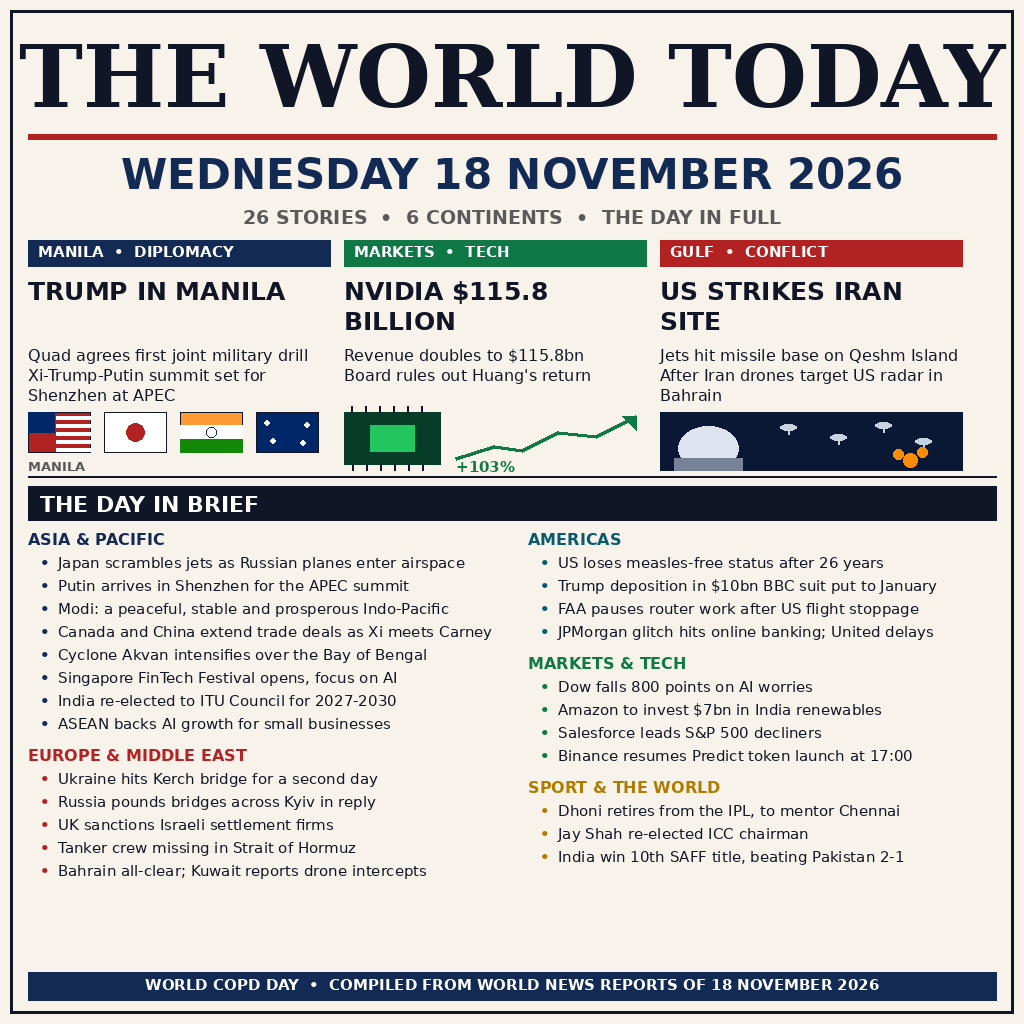 THE WORLD TODAY
WEDNESDAY 18 NOVEMBER 2026
26 STORIES • 6 CONTINENTS • THE DAY IN FULL
MANILA • DIPLOMACY
TRUMP IN MANILA
Quad agrees first joint military drill
Xi-Trump-Putin summit set for
Shenzhen at APEC
MANILA
MARKETS • TECH
NVIDIA $115.8
BILLION
Revenue doubles to $115.8bn
Board rules out Huang's return
+103%
GULF • CONFLICT
US STRIKES IRAN
SITE
Jets hit missile base on Qeshm Island
After Iran drones target US radar in
Bahrain
THE DAY IN BRIEF
ASIA & PACIFIC
• Japan scrambles jets as Russian planes enter airspace
• Putin arrives in Shenzhen for the APEC summit
• Modi: a peaceful, stable and prosperous Indo-Pacific
• Canada and China extend trade deals as Xi meets Carney
• Cyclone Akvan intensifies over the Bay of Bengal
• Singapore FinTech Festival opens, focus on AI
• India re-elected to ITU Council for 2027-2030
• ASEAN backs AI growth for small businesses
EUROPE & MIDDLE EAST
• Ukraine hits Kerch bridge for a second day
• Russia pounds bridges across Kyiv in reply
• UK sanctions Israeli settlement firms
• Tanker crew missing in Strait of Hormuz
• Bahrain all-clear; Kuwait reports drone intercepts
AMERICAS
• US loses measles-free status after 26 years
• Trump deposition in $10bn BBC suit put to January
• FAA pauses router work after US flight stoppage
• JPMorgan glitch hits online banking; United delays
MARKETS & TECH
• Dow falls 800 points on AI worries
• Amazon to invest $7bn in India renewables
• Salesforce leads S&P 500 decliners
• Binance resumes Predict token launch at 17:00
SPORT & THE WORLD
• Dhoni retires from the IPL, to mentor Chennai
• Jay Shah re-elected ICC chairman
• India win 10th SAFF title, beating Pakistan 2-1
WORLD COPD DAY • COMPILED FROM WORLD NEWS REPORTS OF 18 NOVEMBER 2026